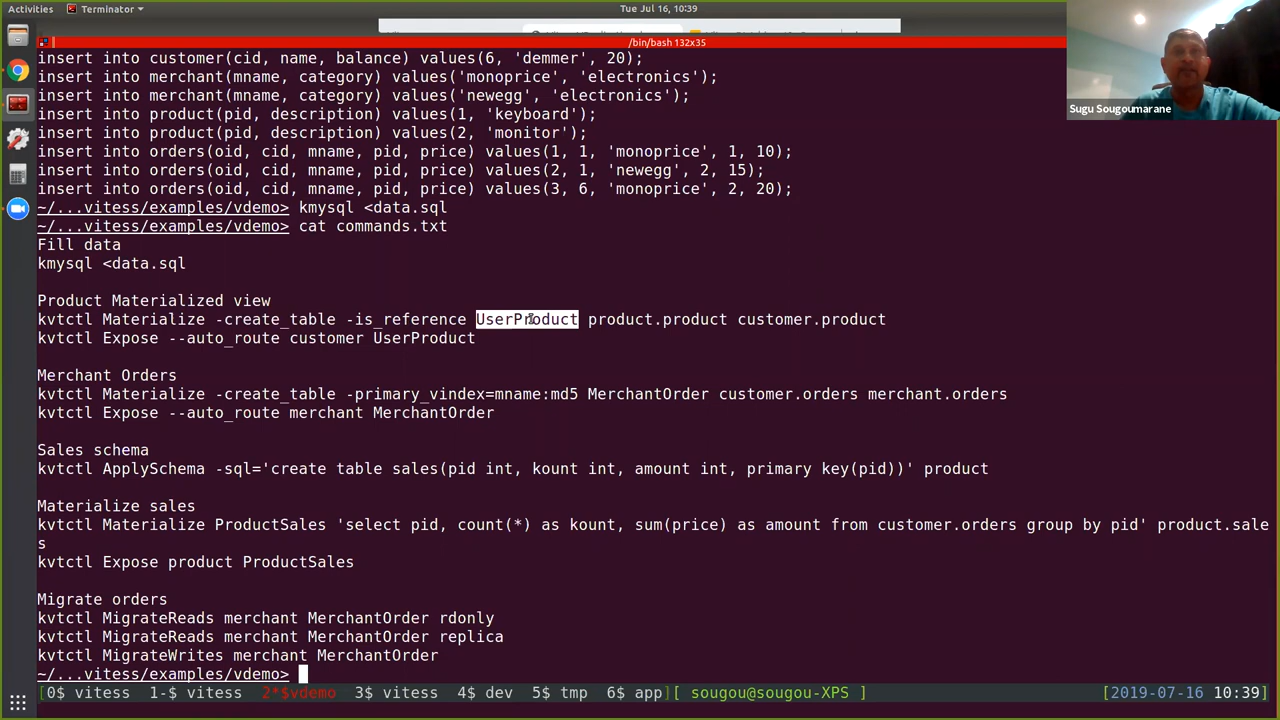 Activities
Terminator
Tue Jul 16, 10:39
/bin/bash 132x35
insert into customer(cid, name, balance) values(6, 'demmer', 20);
insert into merchant(mname, category) values('monoprice', 'electronics');
insert into merchant(mname, category) values('newegg', 'electronics');
insert into product(pid, description) values(1, 'keyboard');
insert into product(pid, description) values(2, 'monitor');
insert into orders(oid, cid, mname, pid, price) values(1, 1, 'monoprice', 1, 10);
insert into orders(oid, cid, mname, pid, price) values(2, 1, 'newegg', 2, 15);
insert into orders(oid, cid, mname, pid, price) values(3, 6, 'monoprice', 2, 20);
~/...vitess/examples/vdemo> kmysql <data.sql
~/...vitess/examples/vdemo> cat commands.txt
Fill data
kmysql <data.sql
Product Materialized view
kvtctl Materialize -create_table -is_reference UserProduct product.product customer.product
kvtctl Expose --auto_route customer UserProduct
Merchant Orders
kvtctl Materialize -create_table -primary_vindex=mname:md5 MerchantOrder customer.orders merchant.orders
kvtctl Expose --auto_route merchant MerchantOrder
Sales schema
kvtctl ApplySchema -sql='create table sales(pid int, kount int, amount int, primary key(pid))' product
Materialize sales
kvtctl Materialize ProductSales 'select pid, count(*) as kount, sum(price) as amount from customer.orders group by pid' product.sale
s
kvtctl Expose product ProductSales
Migrate orders
kvtctl MigrateReads merchant MerchantOrder rdonly
kvtctl MigrateReads merchant MerchantOrder replica
kvtctl MigrateWrites merchant MerchantOrder
~/...vitess/examples/vdemo>
[0$ vitess 1-$ vitess 2*$vdemo 3$ vitess 4$ dev 5$ tmp 6$ app][ sougou@sougou-XPS ] [2019-07-16 10:39]
Sugu Sougoumarane